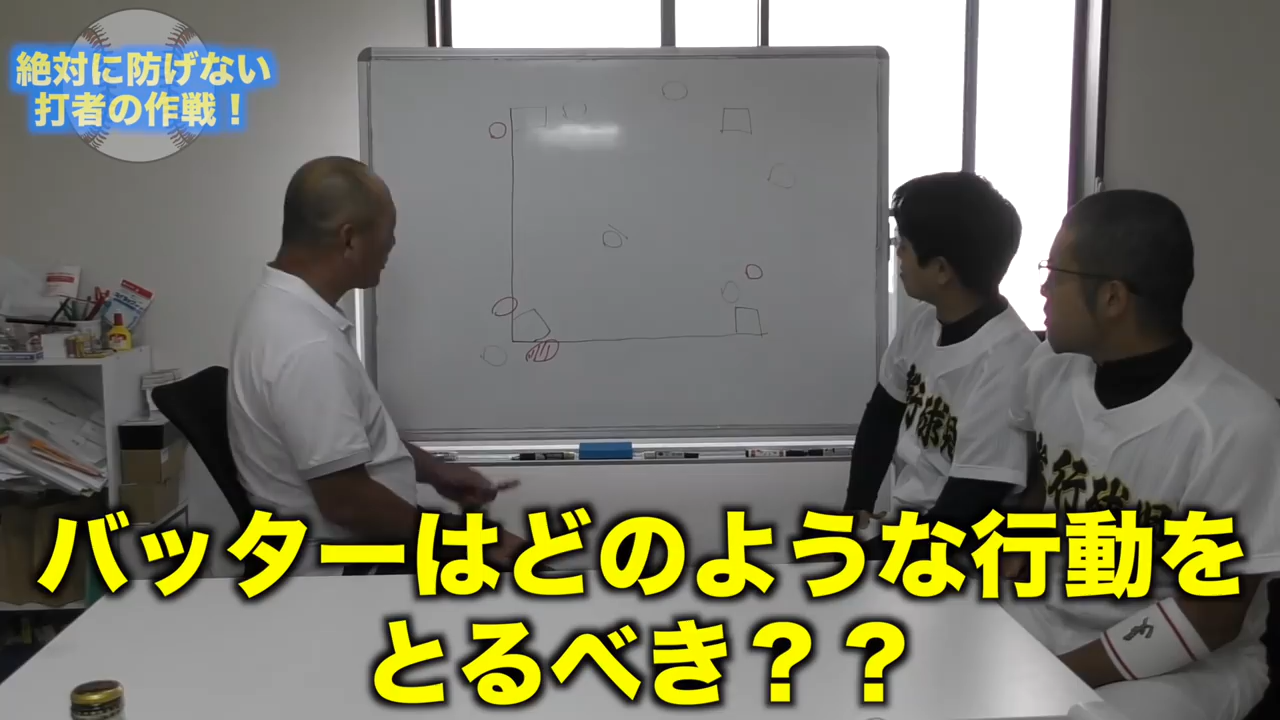 絶対に防げない
打者の作戦！
バッターはどのような行動を
とるべき？？